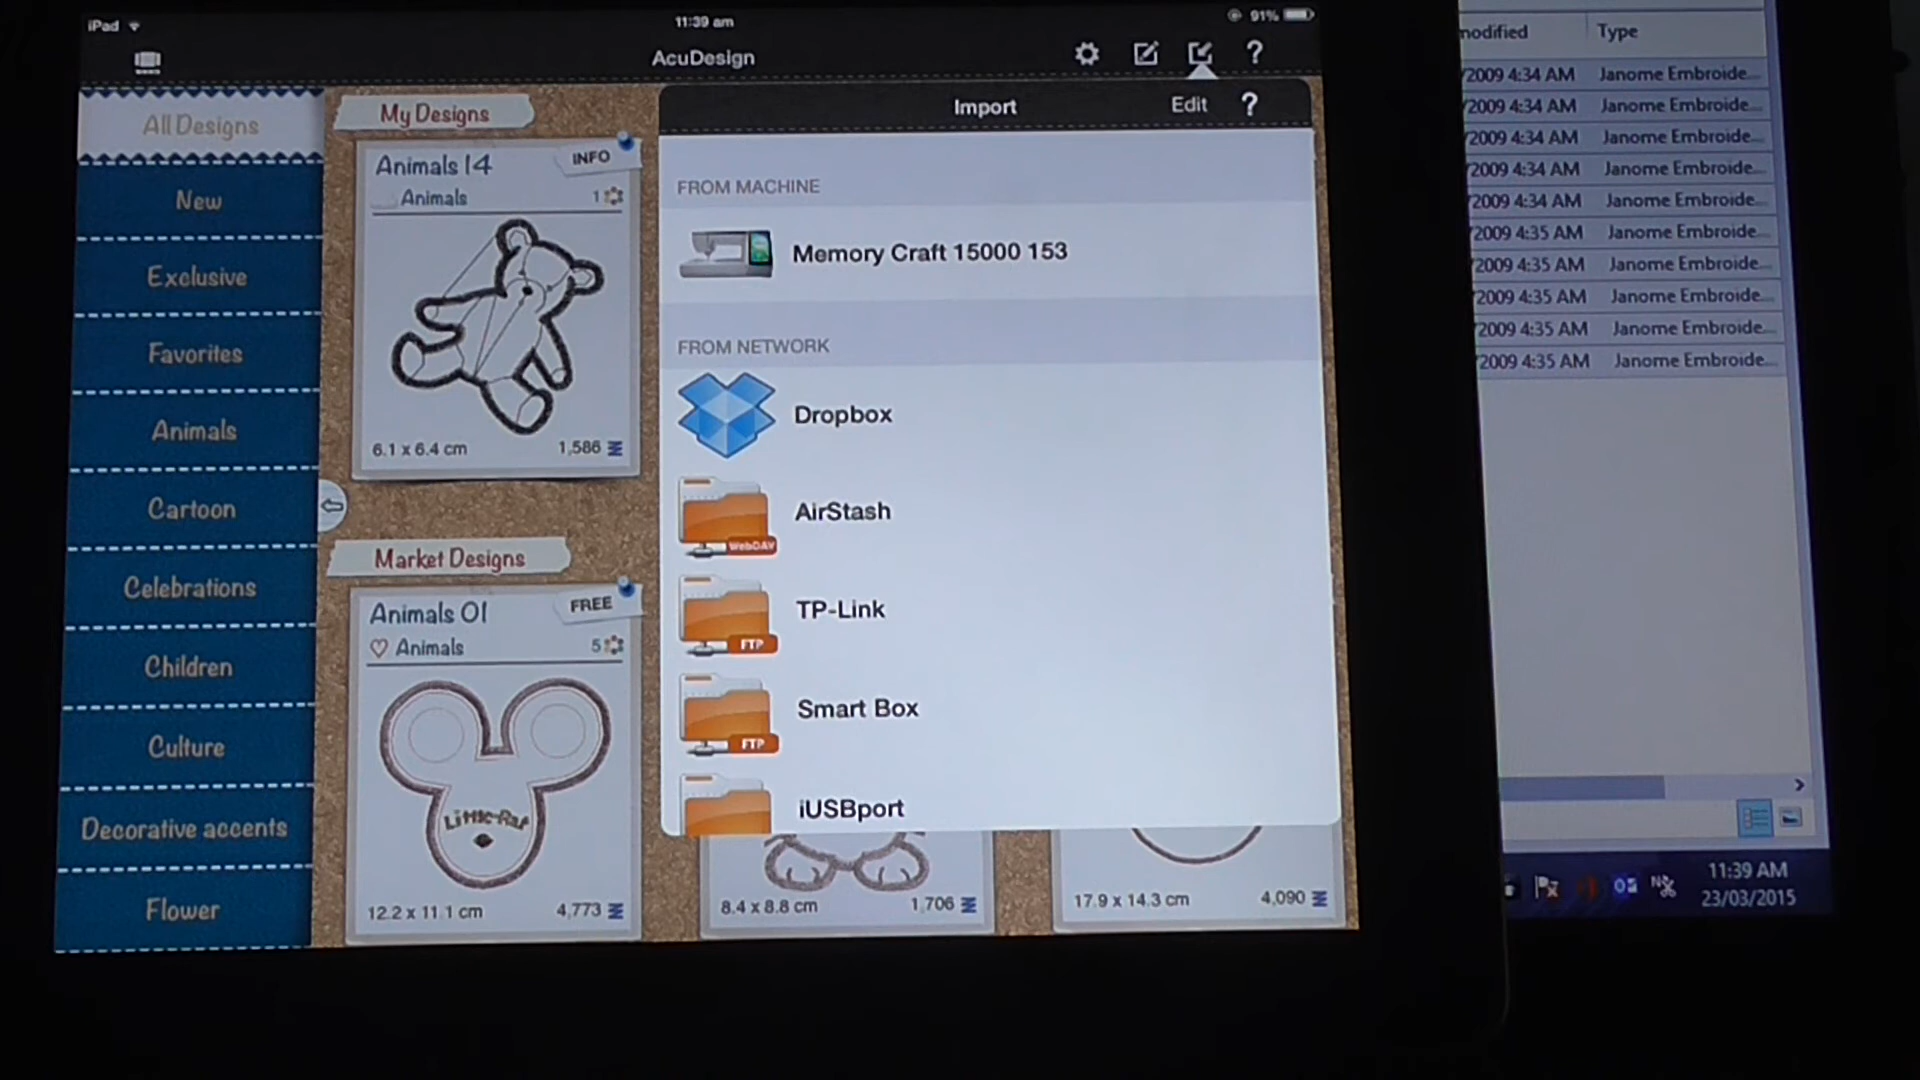 iPad
11:39 am
91%
AcuDesign
?
All Designs
New
Exclusive
Favorites
Animals
Cartoon
Celebrations
Children
Culture
Decorative accents
Flower
My Designs
Animals 14
INFO
Animals
1
6.1 x 6.4 cm
1,586
Market Designs
Animals 01
FREE
Animals
5
12.2 x 11.1 cm
4,773
8.4 x 8.8 cm
1,706
17.9 x 14.3 cm
4,090
Import
Edit
?
FROM MACHINE
Memory Craft 15000 153
FROM NETWORK
Dropbox
AirStash
WebDAV
TP-Link
FTP
Smart Box
FTP
iUSBport
modified Type
/2009 4:34 AM Janome Embroide...
/2009 4:34 AM Janome Embroide...
/2009 4:34 AM Janome Embroide...
/2009 4:34 AM Janome Embroide...
/2009 4:34 AM Janome Embroide...
/2009 4:35 AM Janome Embroide...
/2009 4:35 AM Janome Embroide...
/2009 4:35 AM Janome Embroide...
/2009 4:35 AM Janome Embroide...
/2009 4:35 AM Janome Embroide...
11:39 AM
23/03/2015